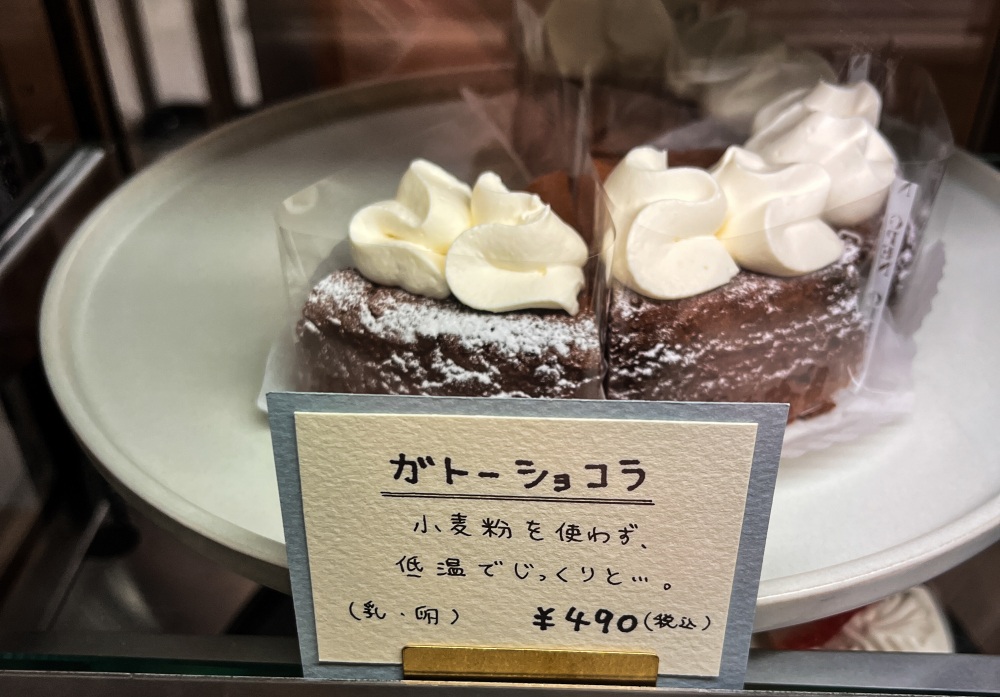 ガトーショコラ
小麦粉を使わず、
低温でじっくりと…。
(乳・卵) ¥490(税込)